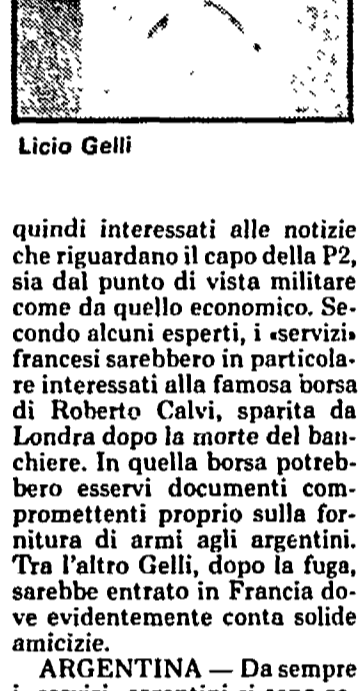 Licio Gelli
quindi interessati alle notizie
che riguardano il capo della P2,
sia dal punto di vista militare
come da quello economico. Se-
condo alcuni esperti, i «servizi»
francesi sarebbero in particola-
re interessati alla famosa borsa
di Roberto Calvi, sparita da
Londra dopo la morte del ban-
chiere. In quella borsa potreb-
bero esservi documenti com-
promettenti proprio sulla for-
nitura di armi agli argentini.
Tra l'altro Gelli, dopo la fuga,
sarebbe entrato in Francia do-
ve evidentemente conta solide
amicizie.
ARGENTINA — Da sempre